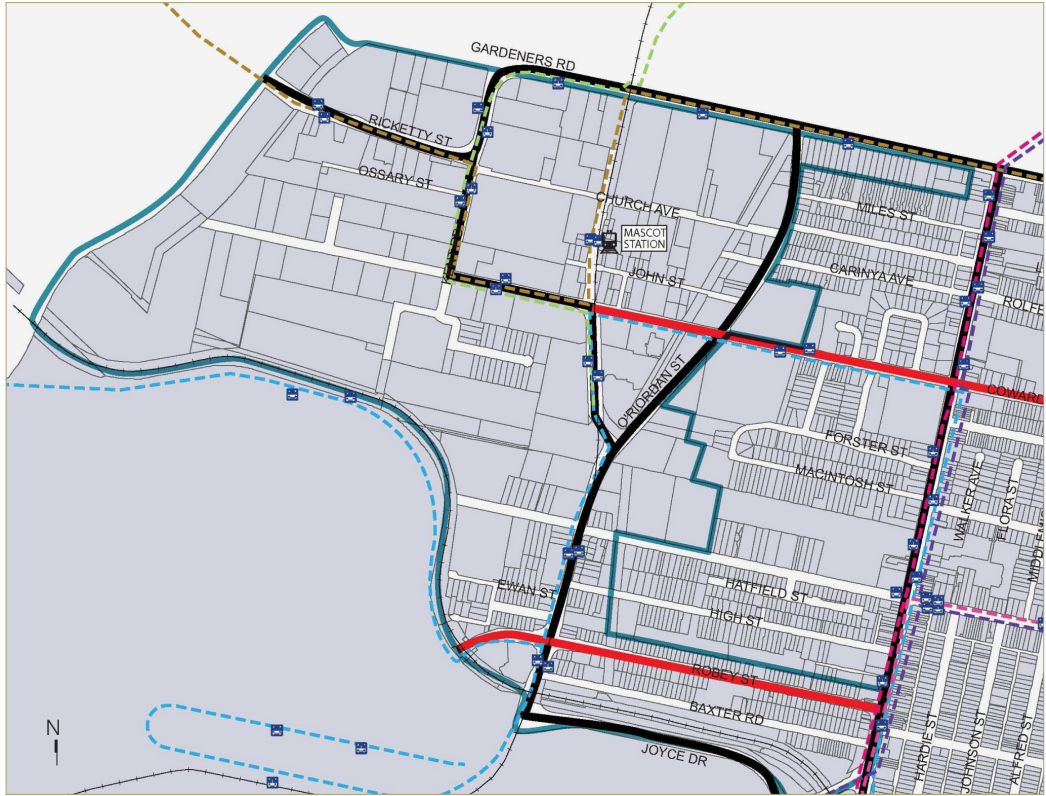 GARDENERS RD
RICKETTY ST
OSSARY ST
CHURCH AVE
MILES ST
MASCOT
STATION
JOHN ST
CARINYA AVE
O'RIORDAN ST
COWARD
FORSTER ST
MACINTOSH ST
WALKER AVE
FLORA ST
EWAN ST
HATFIELD ST
HIGH ST
ROBEY ST
BAXTER RD
JOYCE DR
HARDIE ST
JOHNSON ST
ALFRED ST
N